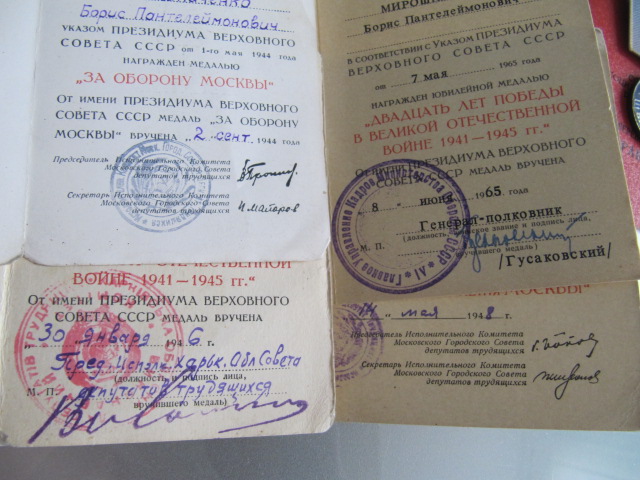 Борис Пантелеймонович
УКАЗОМ ПРЕЗИДИУМА ВЕРХОВНОГО
СОВЕТА СССР от 1-го мая 1944 года
НАГРАЖДЕН МЕДАЛЬЮ
„ЗА ОБОРОНУ МОСКВЫ“
От имени ПРЕЗИДИУМА ВЕРХОВНОГО
СОВЕТА СССР МЕДАЛЬ „ЗА ОБОРОНУ
МОСКВЫ“ ВРУЧЕНА „2 сент. 1944 года
Председатель Исполнительного Комитета
Московского Городского Совета
депутатов трудящихся
Секретарь Исполнительного Комитета
Московского Городского Совета
депутатов трудящихся
И. Майоров
ОТЕЧЕСТВЕННОЙ
ВОЙНЕ 1941—1945 гг.“
От имени ПРЕЗИДИУМА ВЕРХОВНОГО
СОВЕТА СССР МЕДАЛЬ ВРУЧЕНА
„30 января 1946 г.
Пред. Исполк. Харьк. Обл Совета
(должность и подпись лица,
М. П. депутатов трудящихся
вручившего медаль)
Борис Пантелеймонович
В СООТВЕТСТВИИ С УКАЗОМ ПРЕЗИДИУМА
ВЕРХОВНОГО СОВЕТА СССР
от 7 мая 1965 года
НАГРАЖДЕН ЮБИЛЕЙНОЙ МЕДАЛЬЮ
„ДВАДЦАТЬ ЛЕТ ПОБЕДЫ
В ВЕЛИКОЙ ОТЕЧЕСТВЕННОЙ
ВОЙНЕ 1941—1945 гг.“
ОТ ИМЕНИ ПРЕЗИДИУМА ВЕРХОВНОГО
СОВЕТА СССР МЕДАЛЬ ВРУЧЕНА
8 „ июня 1965 года
Генерал-полковник
(должность, воинское звание и подпись лица,
М. П. вручившего медаль)
/Гусаковский/
МОСКВЫ“
14 „ мая 1948 г.
Председатель Исполнительного Комитета
Московского Городского Совета
депутатов трудящихся
Секретарь Исполнительного Комитета
Московского Городского Совета
депутатов трудящихся